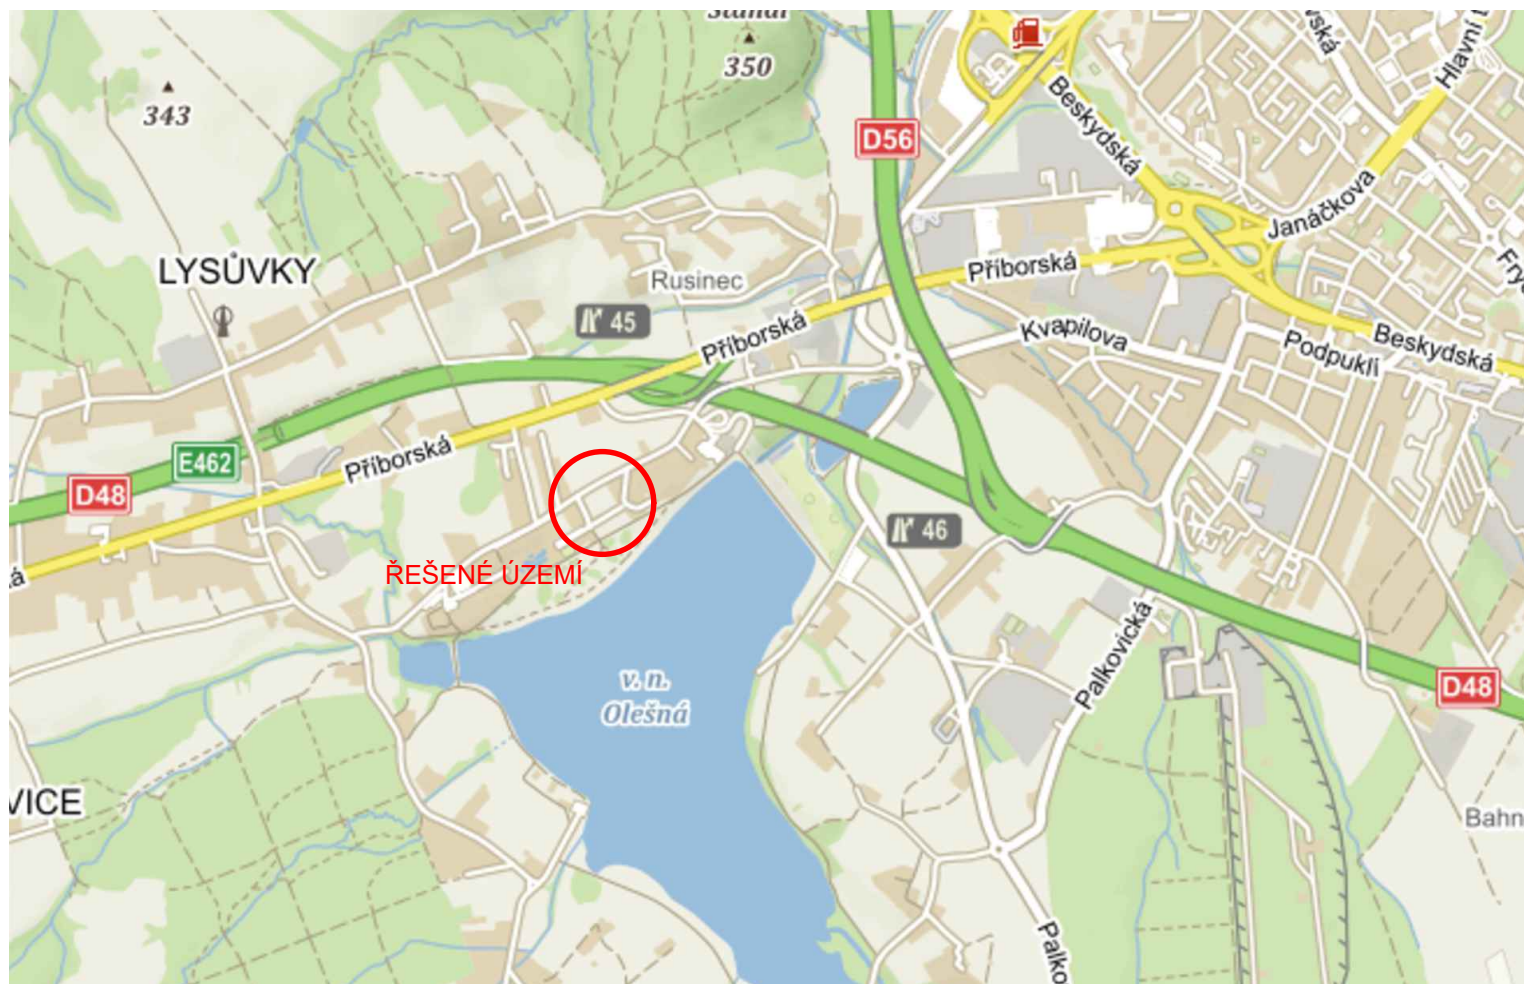 350
343
D56
Beskydská
Hlavní
Janáčkova
LYSŮVKY
Rusinec
Příborská
45
Příborská
Kvapilova
Podpuklí
Beskydská
E462
Příborská
D48
46
ŘEŠENÉ ÚZEMÍ
v. n.
Olešná
Palkovická
D48
VICE
Bahn
Palko